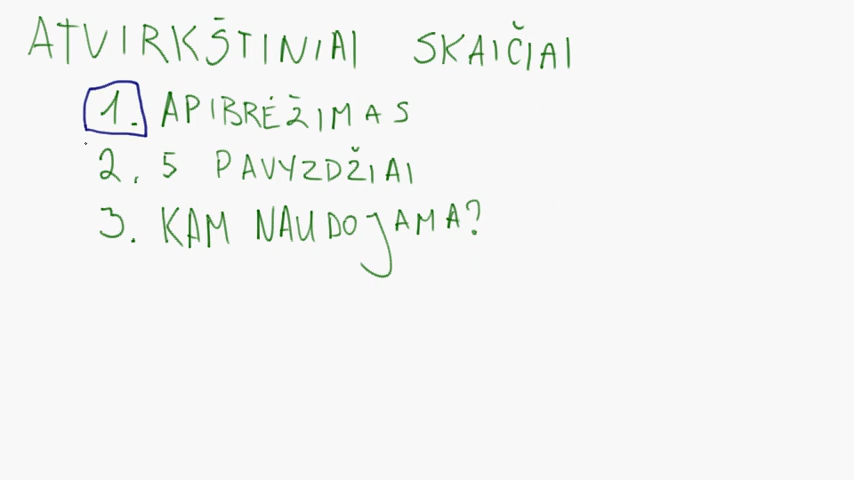 ATVIRKŠTINIAI SKAIČIAI
1. APIBRĖŽIMAS
2. 5 PAVYZDŽIAI
3. KAM NAUDOJAMA?